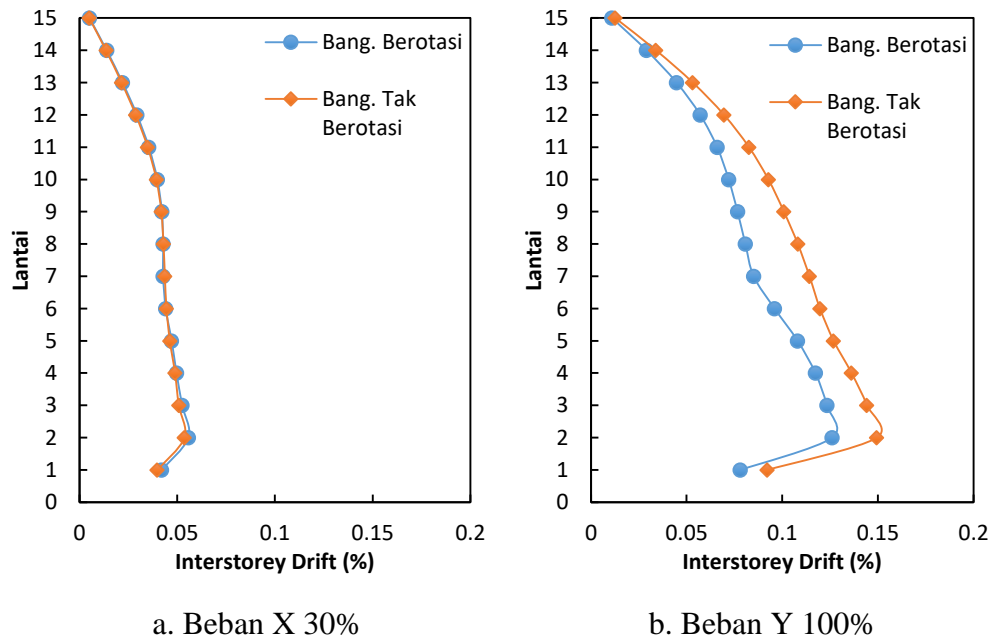 15
14
13
12
11
10
9
8
7
6
5
4
3
2
1
0
Lantai
0 0.05 0.1 0.15 0.2
Interstorey Drift (%)
Bang. Berotasi
Bang. Tak
Berotasi
a. Beban X 30%
15
14
13
12
11
10
9
8
7
6
5
4
3
2
1
0
Lantai
0 0.05 0.1 0.15 0.2
Interstorey Drift (%)
Bang. Berotasi
Bang. Tak
Berotasi
b. Beban Y 100%